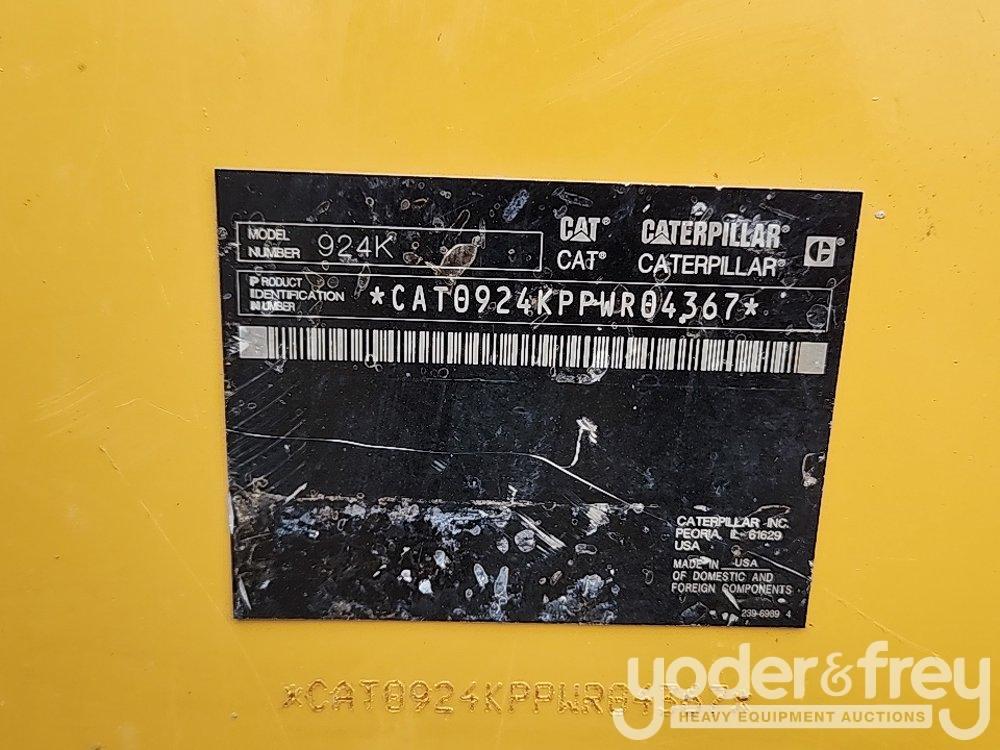 MODEL
NUMBER 924K
CAT® CATERPILLAR®
CAT® CATERPILLAR®
PRODUCT
IDENTIFICATION
NUMBER
*CAT0924KPPWR04367*
CATERPILLAR INC.
PEORIA, IL 61629
USA
MADE IN USA
OF DOMESTIC AND
FOREIGN COMPONENTS
239-6989 4
*CAT0924KPPWR04367*
yoder&frey
HEAVY EQUIPMENT AUCTIONS